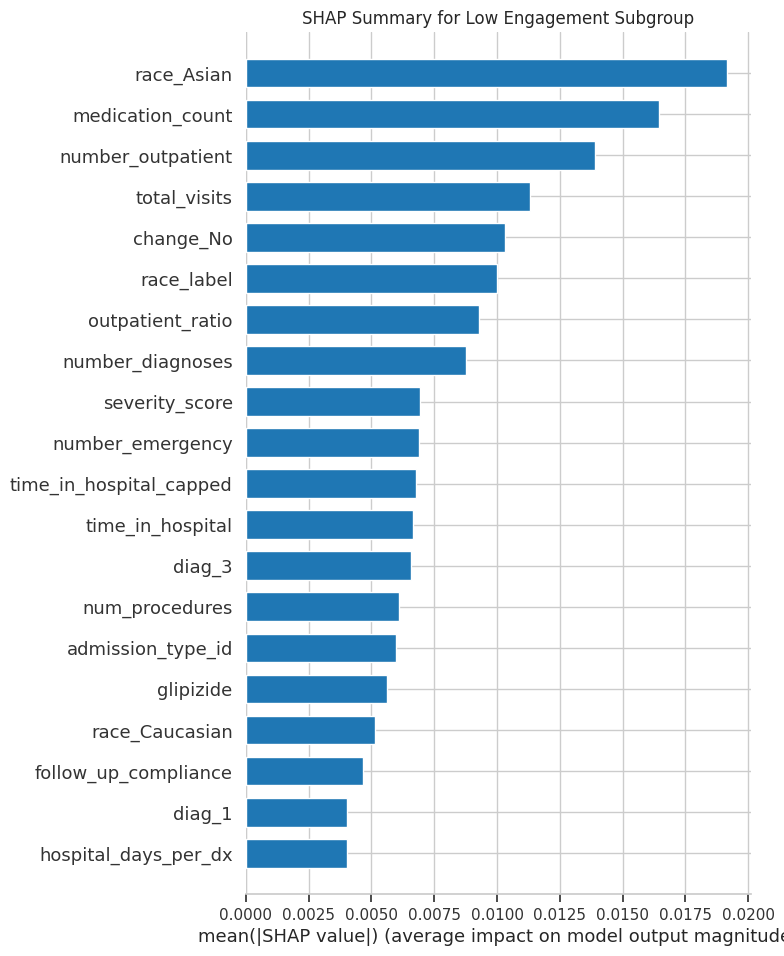 SHAP Summary for Low Engagement Subgroup
race_Asian
medication_count
number_outpatient
total_visits
change_No
race_label
outpatient_ratio
number_diagnoses
severity_score
number_emergency
time_in_hospital_capped
time_in_hospital
diag_3
num_procedures
admission_type_id
glipizide
race_Caucasian
follow_up_compliance
diag_1
hospital_days_per_dx
0.0000 0.0025 0.0050 0.0075 0.0100 0.0125 0.0150 0.0175 0.0200
mean(|SHAP value|) (average impact on model output magnitude